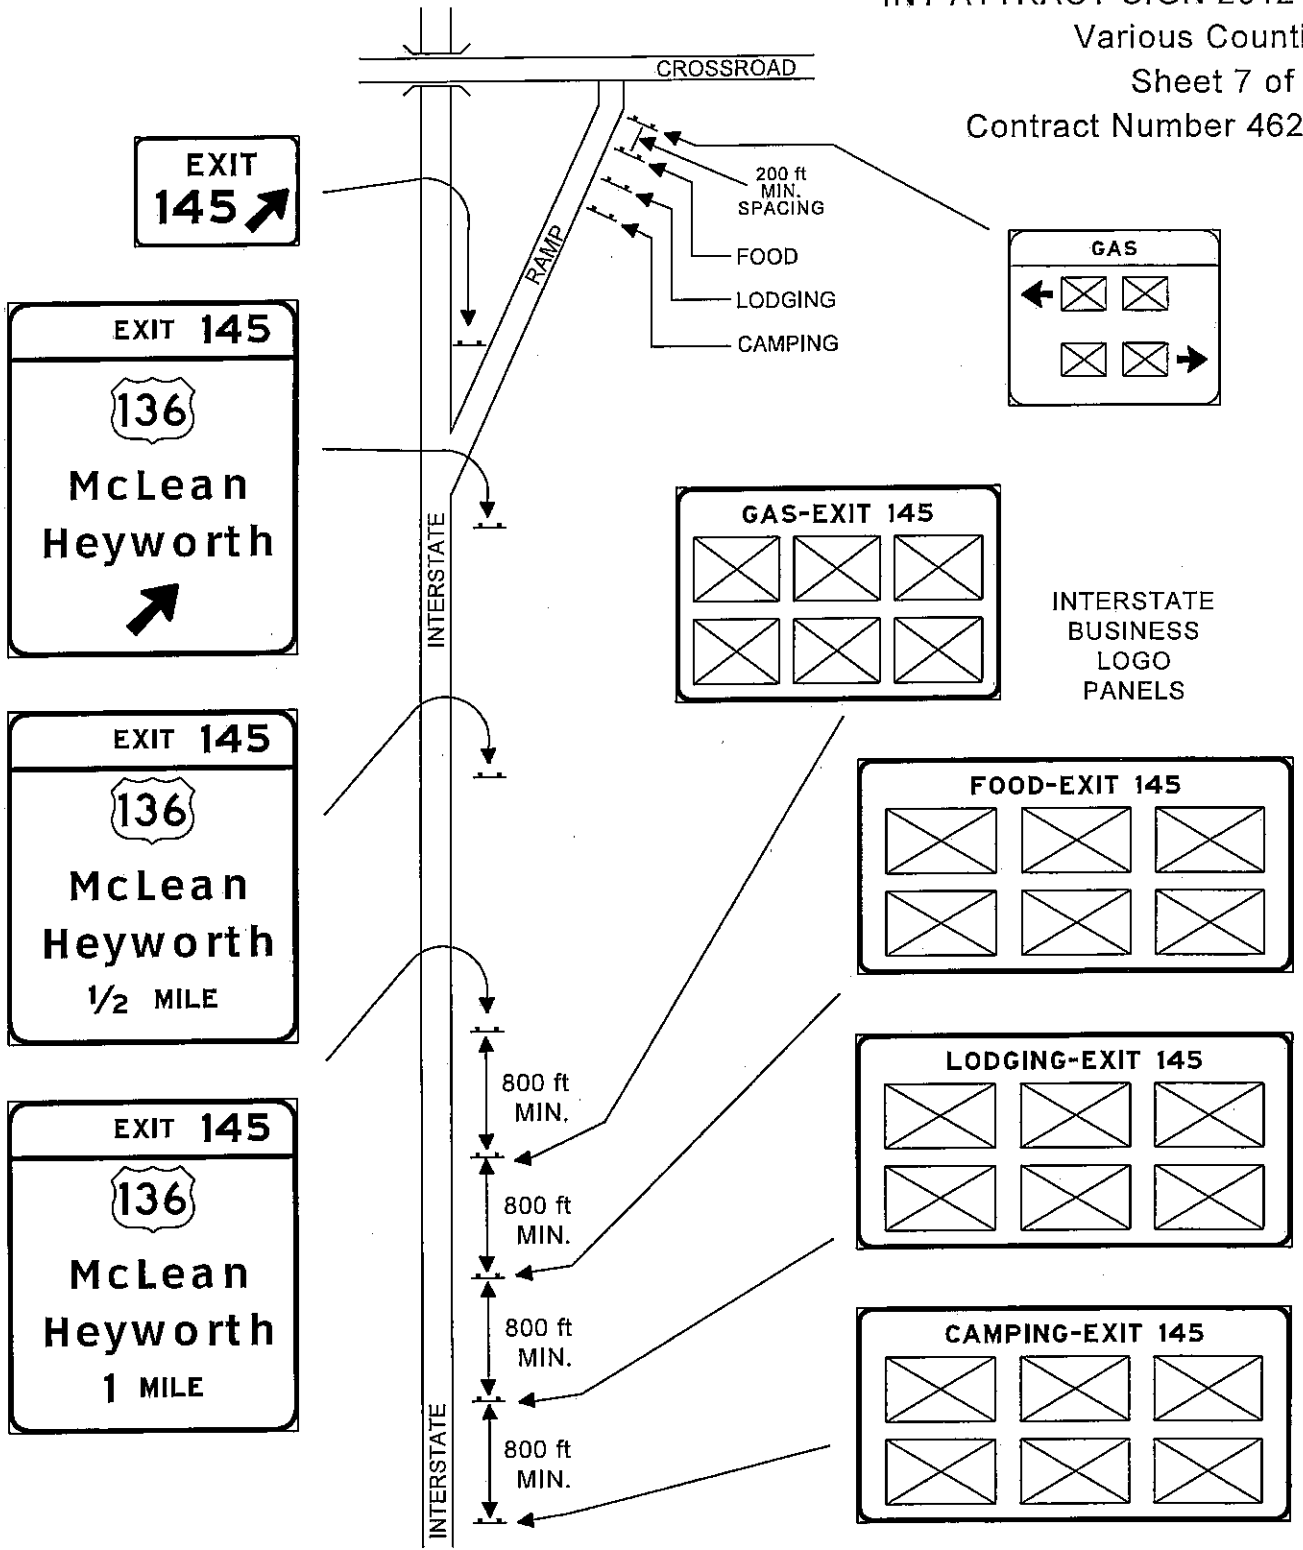 Various
Sheet 7 of
Contract Number
CROSSROAD
EXIT
145
200 ft
MIN.
SPACING
RAMP
FOOD
LODGING
CAMPING
GAS
EXIT 145
136
McLean
Heyworth
INTERSTATE
GAS-EXIT 145
INTERSTATE
BUSINESS
LOGO
PANELS
EXIT 145
136
McLean
Heyworth
1/2 MILE
FOOD-EXIT 145
800 ft
MIN.
LODGING-EXIT 145
EXIT 145
136
McLean
Heyworth
1 MILE
800 ft
MIN.
800 ft
MIN.
CAMPING-EXIT 145
800 ft
MIN.
INTERSTATE